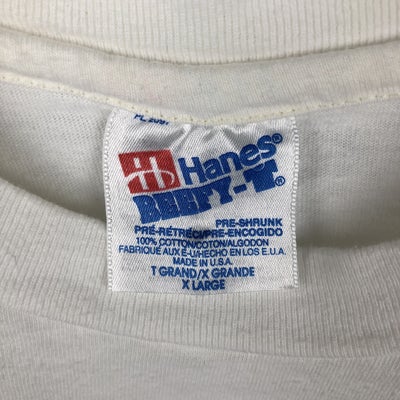 Hanes®
BEEFY-T®
PRE-SHRUNK
PRÉ-RÉTRÉCI/PRE-ENCOGIDO
100% COTTON/COTON/ALGODON
FABRIQUÉ AUX É-U/HECHO EN LOS E.U.A.
MADE IN U.S.A.
T GRAND/X GRANDE
X LARGE